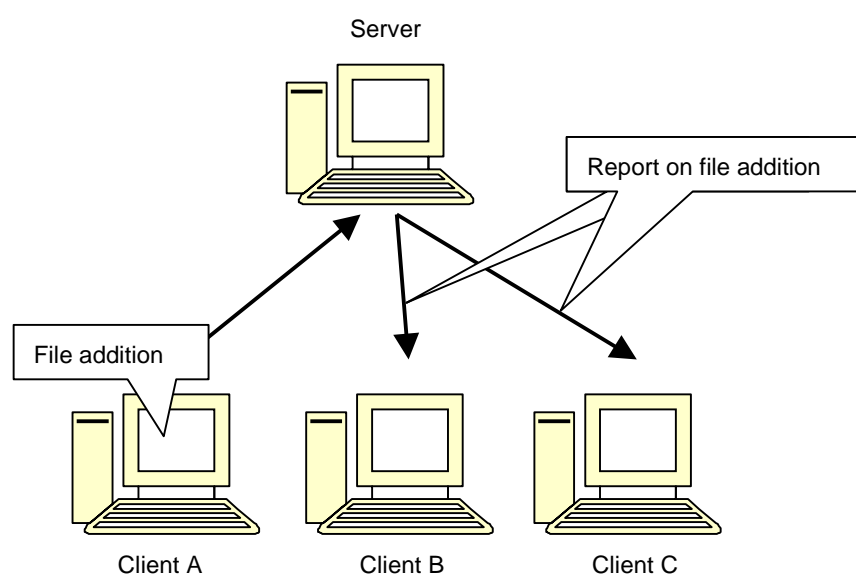 Server
Report on file addition
File addition
Client A
Client B
Client C